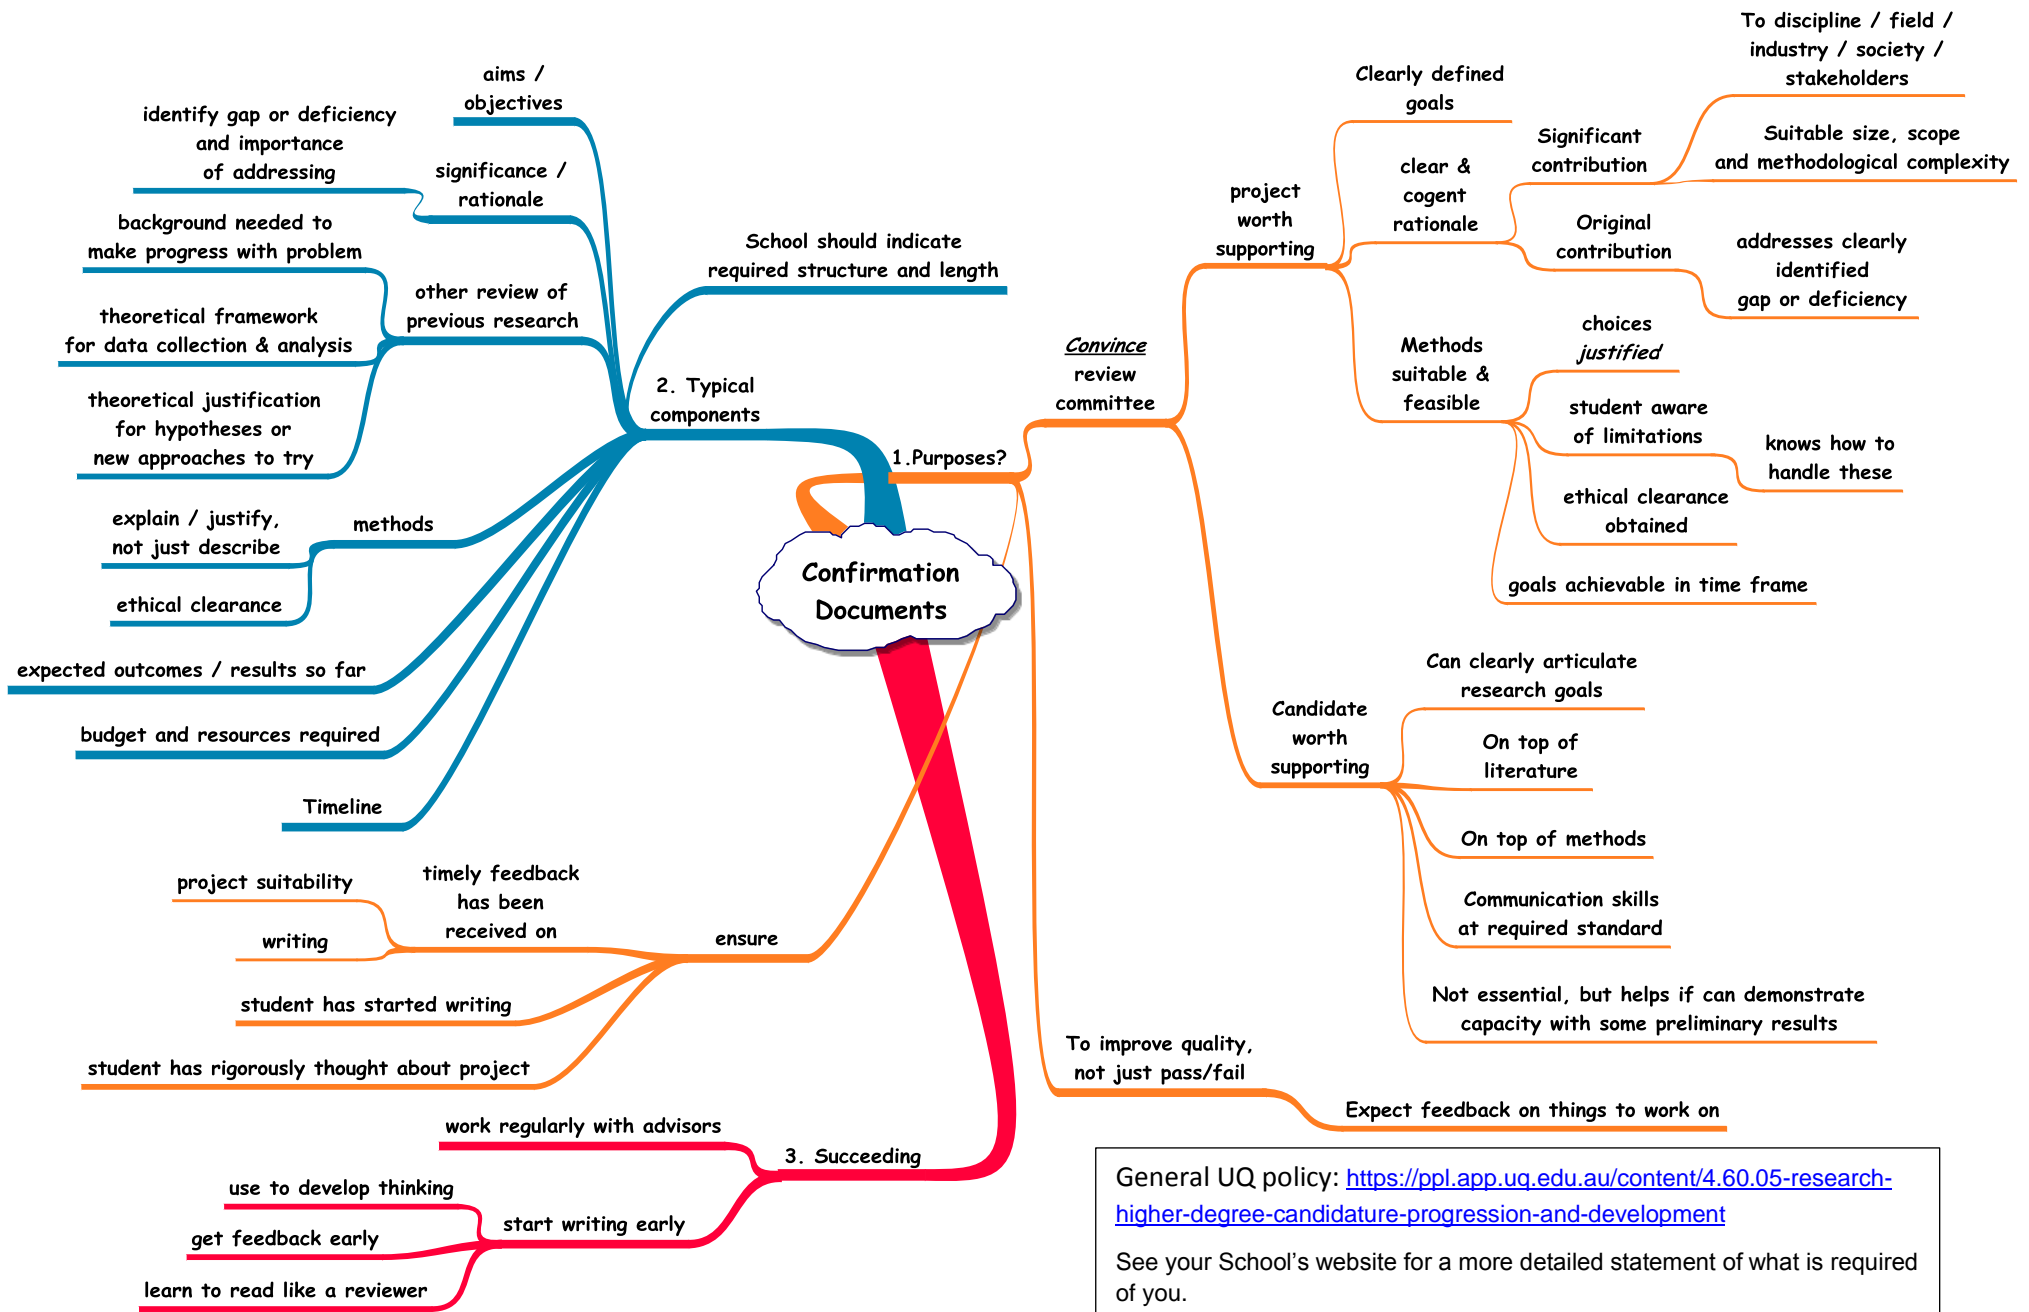 Confirmation
Documents
1.Purposes?
Convince
review
committee
project
worth
supporting
Clearly defined
goals
clear &
cogent
rationale
Significant
contribution
To discipline / field /
industry / society /
stakeholders
Suitable size, scope
and methodological complexity
Original
contribution
addresses clearly
identified
gap or deficiency
Methods
suitable &
feasible
choices
justified
student aware
of limitations
knows how to
handle these
ethical clearance
obtained
goals achievable in time frame
Candidate
worth
supporting
Can clearly articulate
research goals
On top of
literature
On top of methods
Communication skills
at required standard
Not essential, but helps if can demonstrate
capacity with some preliminary results
To improve quality,
not just pass/fail
Expect feedback on things to work on
ensure
timely feedback
has been
received on
project suitability
writing
student has started writing
student has rigorously thought about project
2. Typical
components
School should indicate
required structure and length
aims /
objectives
significance /
rationale
identify gap or deficiency
and importance
of addressing
other review of
previous research
background needed to
make progress with problem
theoretical framework
for data collection & analysis
theoretical justification
for hypotheses or
new approaches to try
methods
explain / justify,
not just describe
ethical clearance
expected outcomes / results so far
budget and resources required
Timeline
3. Succeeding
work regularly with advisors
start writing early
use to develop thinking
get feedback early
learn to read like a reviewer
General UQ policy: https://ppl.app.uq.edu.au/content/4.60.05-research-
higher-degree-candidature-progression-and-development
See your School's website for a more detailed statement of what is required
of you.